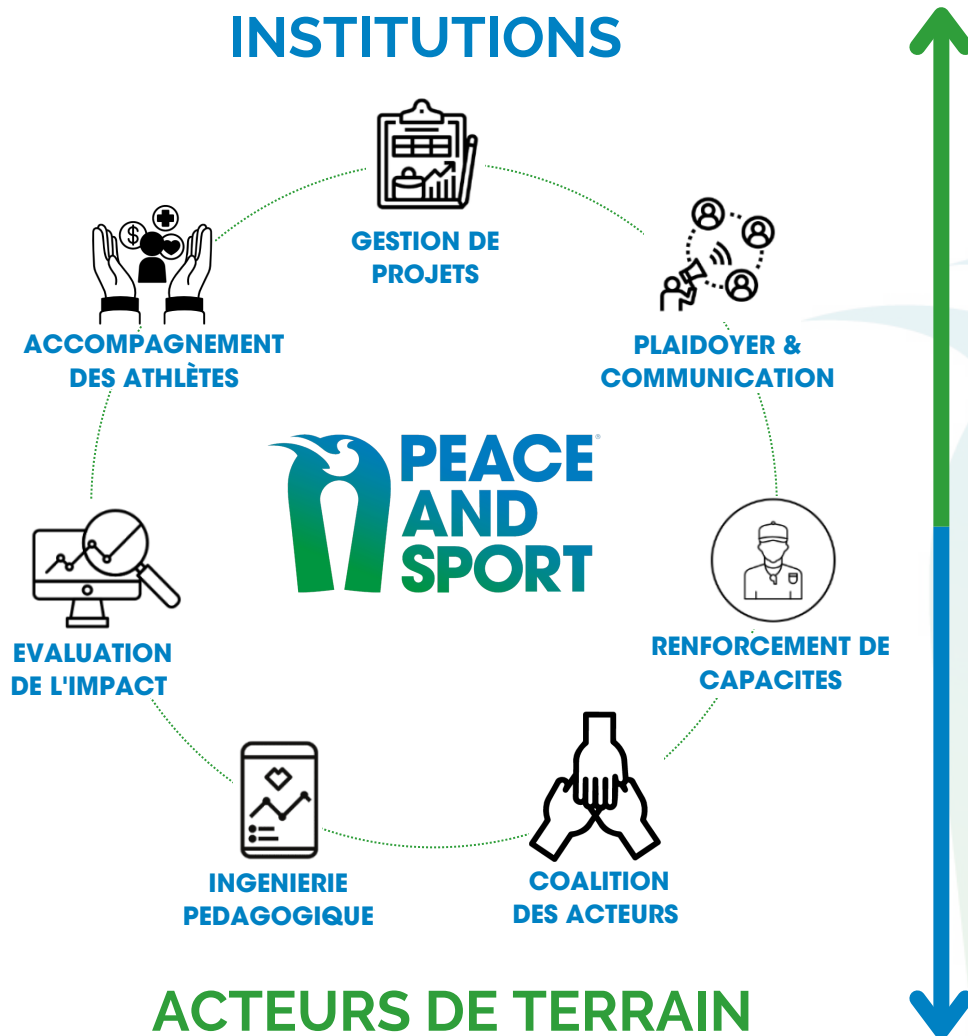 INSTITUTIONS
GESTION DE
PROJETS
ACCOMPAGNEMENT
DES ATHLÈTES
PLAIDOYER &
COMMUNICATION
PEACE
AND
SPORT
EVALUATION
DE L'IMPACT
RENFORCEMENT DE
CAPACITES
INGENIERIE
PEDAGOGIQUE
COALITION
DES ACTEURS
ACTEURS DE TERRAIN